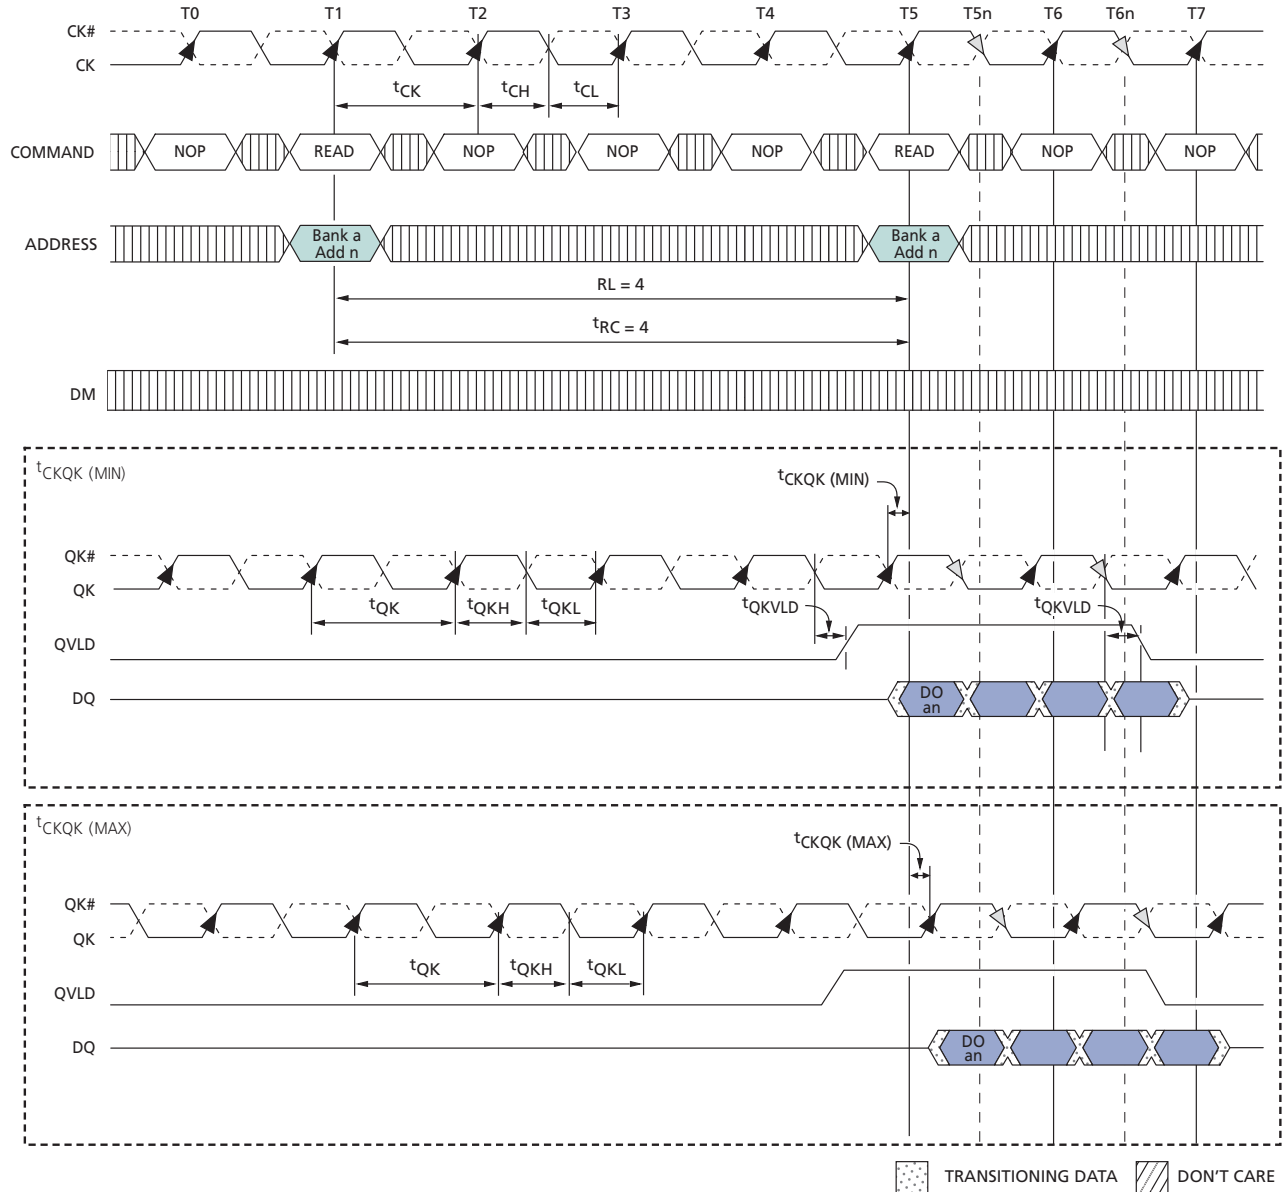 T0 T1 T2 T3 T4 T5 T5n T6 T6n T7
CK#
CK
tCK tCH tCL
COMMAND NOP READ NOP NOP NOP READ NOP NOP
ADDRESS Bank a Add n Bank a Add n
RL = 4
tRC = 4
DM
tCKQK (MIN)
tCKQK (MIN)
QK#
QK
tQK tQKH tQKL tQKVLD tQKVLD
QVLD
DQ DO an
tCKQK (MAX)
tCKQK (MAX)
QK#
QK
tQK tQKH tQKL
QVLD
DQ DO an
TRANSITIONING DATA DON'T CARE